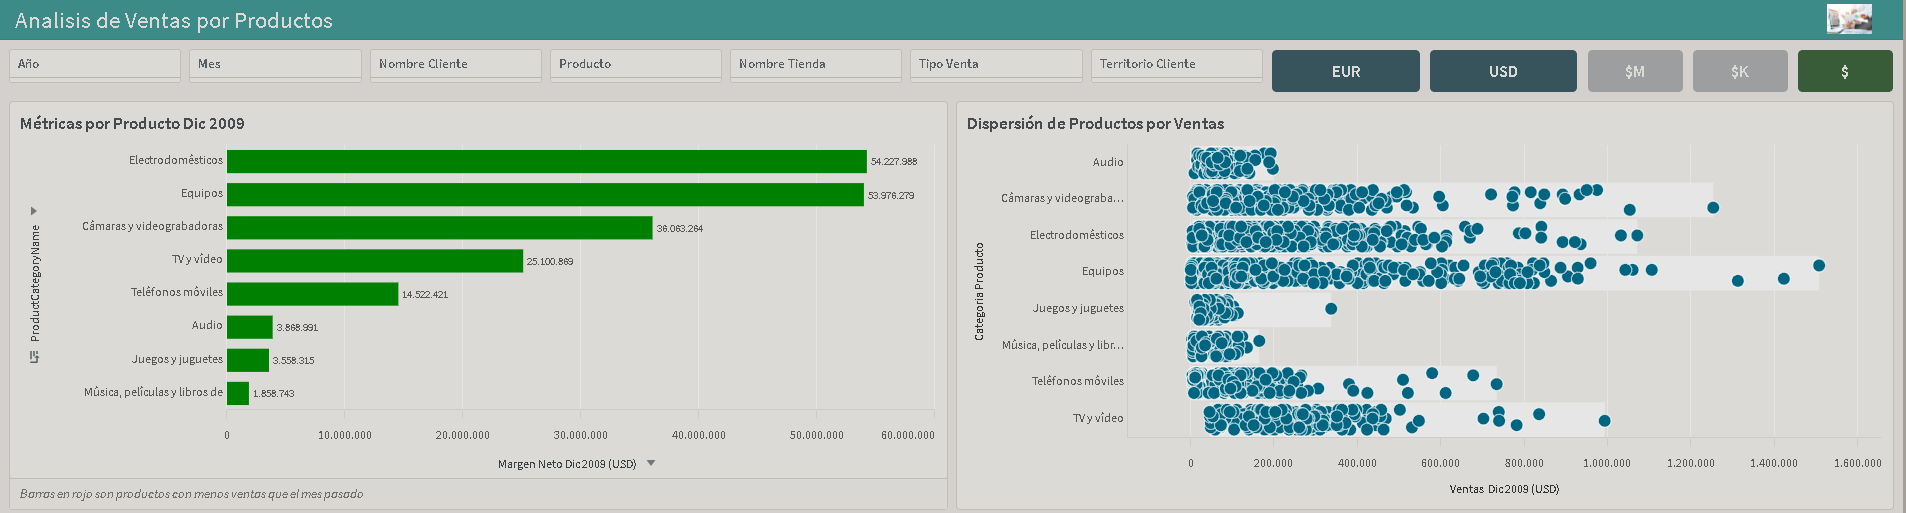 Analisis de Ventas por Productos
Año
Mes
Nombre Cliente
Producto
Nombre Tienda
Tipo Venta
Territorio Cliente
EUR
USD
$M
$K
$
Métricas por Producto Dic 2009
ProductCategoryName
Electrodomésticos
54.227.988
Equipos
53.976.279
Cámaras y videograbadoras
36.063.264
TV y vídeo
25.100.869
Teléfonos móviles
14.522.421
Audio
3.868.991
Juegos y juguetes
3.558.315
Música, películas y libros de
1.858.743
0
10.000.000
20.000.000
30.000.000
40.000.000
50.000.000
60.000.000
Margen Neto Dic2009 (USD)
Barras en rojo son productos con menos ventas que el mes pasado
Dispersión de Productos por Ventas
Categoria Producto
Audio
Cámaras y videograba...
Electrodomésticos
Equipos
Juegos y juguetes
Música, películas y libr...
Teléfonos móviles
TV y vídeo
0
200.000
400.000
600.000
800.000
1.000.000
1.200.000
1.400.000
1.600.000
Ventas Dic2009 (USD)